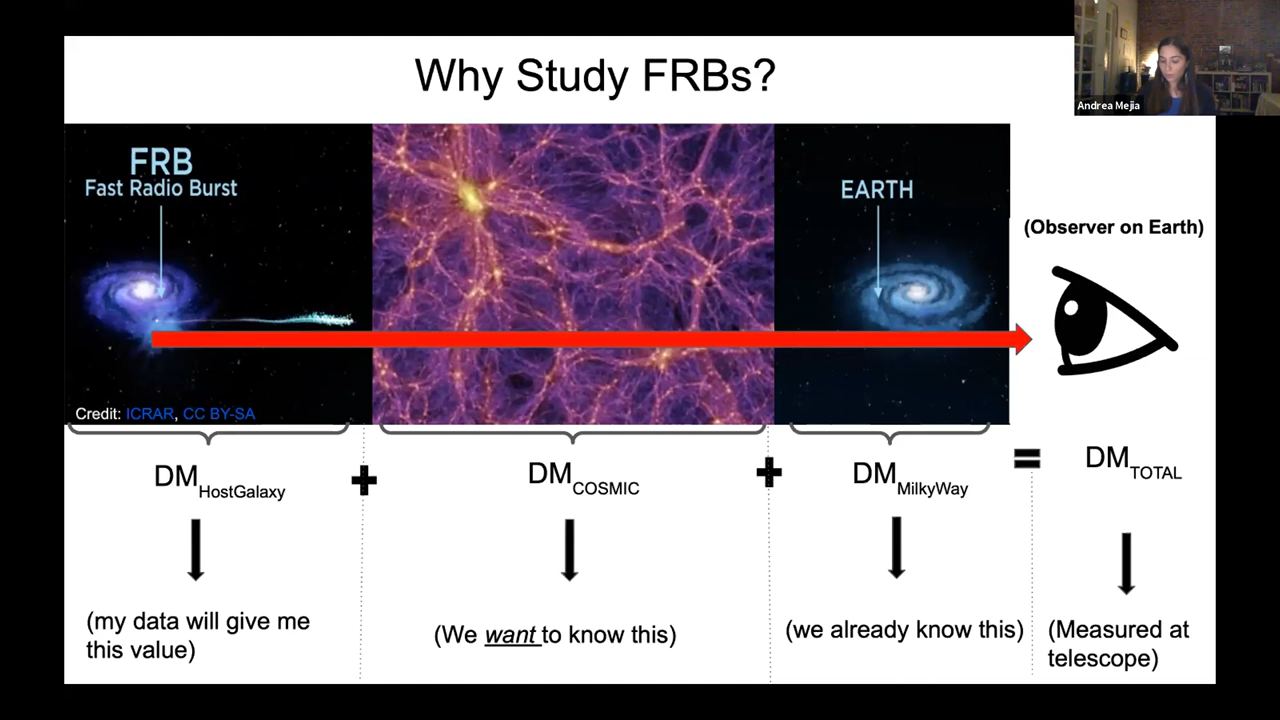 Why Study FRBs?
Andrea Mejia
FRB
Fast Radio Burst
EARTH
(Observer on Earth)
Credit: ICRAR, CC BY-SA
DM HostGalaxy + DM COSMIC + DM MilkyWay = DM TOTAL
(my data will give me
this value)
(We want to know this)
(we already know this)
(Measured at
telescope)